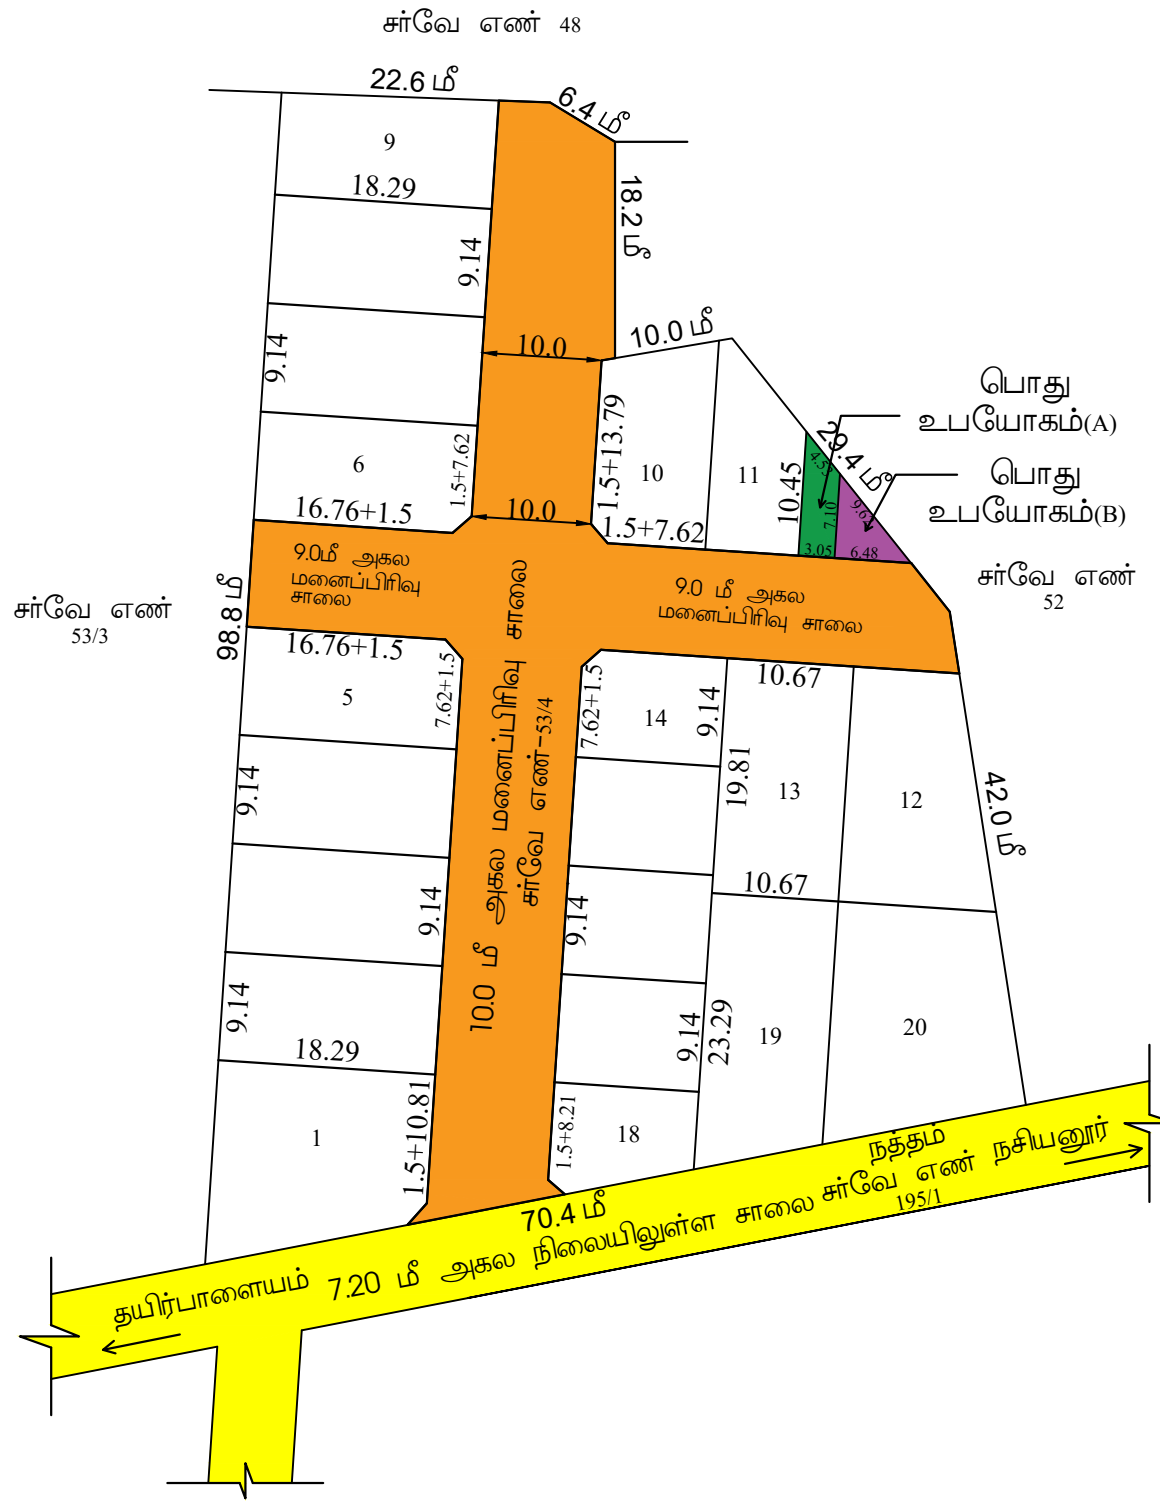 சர்வே எண் 48
22.6 மீ
6.4 மீ
9
18.29
18.2 மீ
9.14
10.0 மீ
10.0
9.14
பொது
உபயோகம்(A)
29.4 மீ
4.53
1.5+13.79
1.5+7.62
6
10
11
10.45
7.10
9.62
பொது
உபயோகம்(B)
16.76+1.5
10.0
1.5+7.62
3.05
6.48
9.0மீ அகல
மனைப்பிரிவு
சாலை
9.0 மீ அகல
மனைப்பிரிவு சாலை
சர்வே எண்
52
சர்வே எண்
53/3
98.8 மீ
16.76+1.5
5
7.62+1.5
7.62+1.5
14
9.14
10.67
10.0 மீ அகல மனைப்பிரிவு சாலை
சர்வே எண்-53/4
9.14
19.81
13
12
42.0 மீ
10.67
9.14
9.14
9.14
18.29
9.14
23.29
19
20
1
1.5+10.81
1.5+8.21
18
70.4 மீ
நத்தம்
சர்வே எண் நசியனூர்
195/1
7.20 மீ அகல நிலையிலுள்ள சாலை
தயிர்பாளையம்